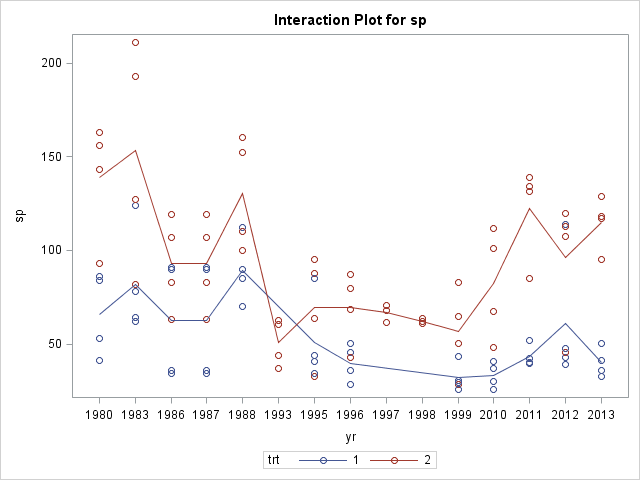 Interaction Plot for sp
200
150
100
50
sp
1980 1983 1986 1987 1988 1993 1995 1996 1997 1998 1999 2010 2011 2012 2013
yr
trt 1 2